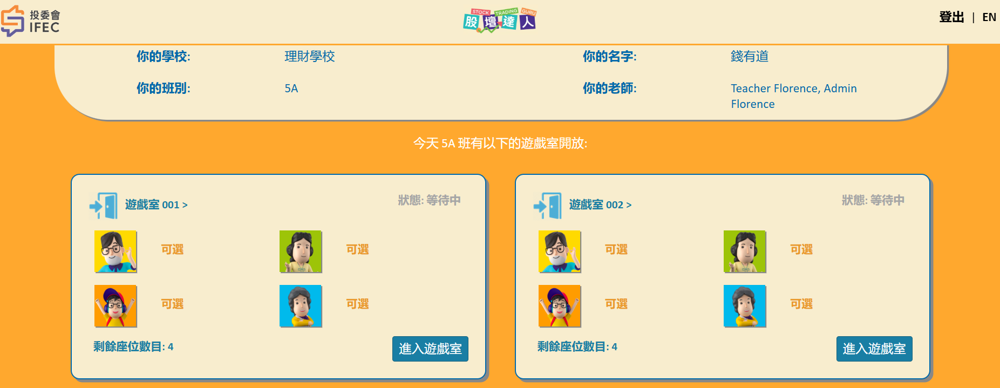 投委會
IFEC
STOCK TRADING GURU
股壇達人
登出 | EN
你的學校: 理財學校 你的名字: 錢有道
你的班別: 5A 你的老師: Teacher Florence, Admin
Florence
今天 5A 班有以下的遊戲室開放:
遊戲室 001 > 狀態: 等待中
可選 可選
可選 可選
剩餘座位數目: 4 進入遊戲室
遊戲室 002 > 狀態: 等待中
可選 可選
可選 可選
剩餘座位數目: 4 進入遊戲室